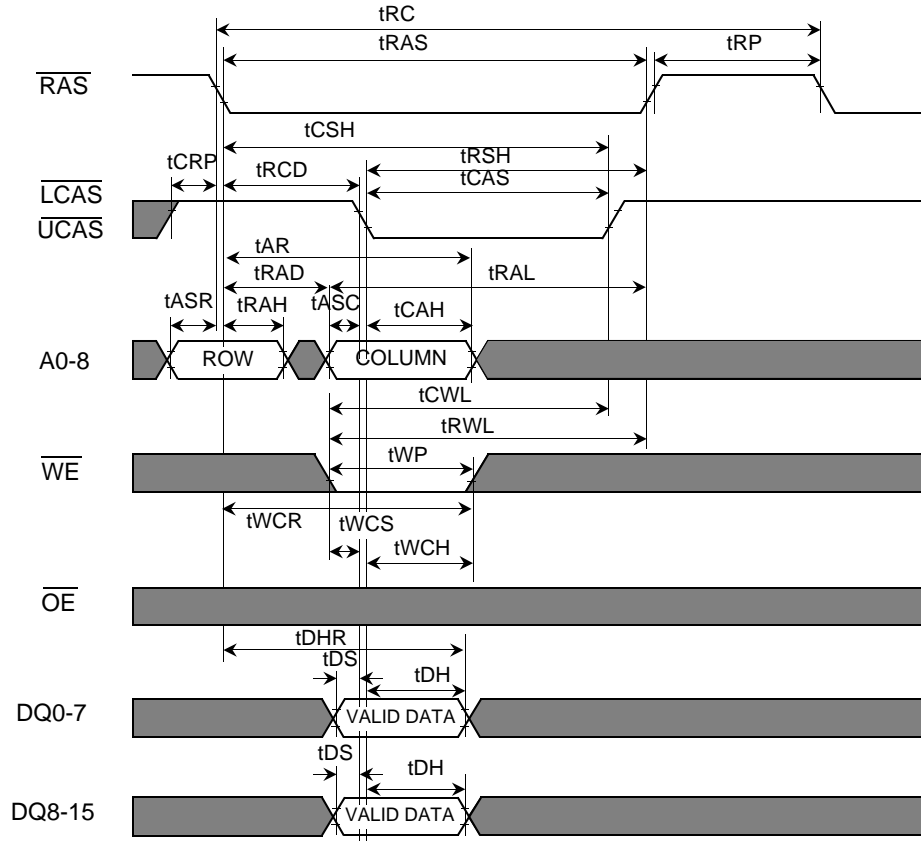 tRC
tRAS
tRP
RAS
tCSH
tCRP
tRCD
tRSH
tCAS
LCAS
UCAS
tAR
tRAD
tRAL
tASR
tRAH
tASC
tCAH
A0-8
ROW
COLUMN
tCWL
tRWL
WE
tWP
tWCR
tWCS
tWCH
OE
tDHR
tDS
tDH
DQ0-7
VALID DATA
tDS
tDH
DQ8-15
VALID DATA